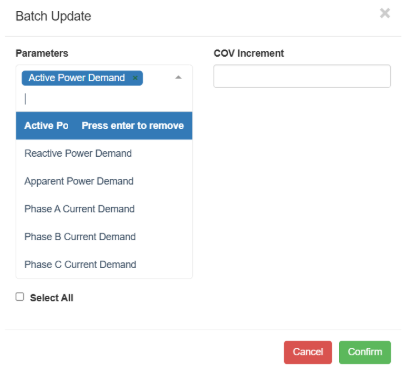 Batch Update
Parameters
COV Increment
Active Power Demand ×
Active Po Press enter to remove
Reactive Power Demand
Apparent Power Demand
Phase A Current Demand
Phase B Current Demand
Phase C Current Demand
Select All
Cancel
Confirm